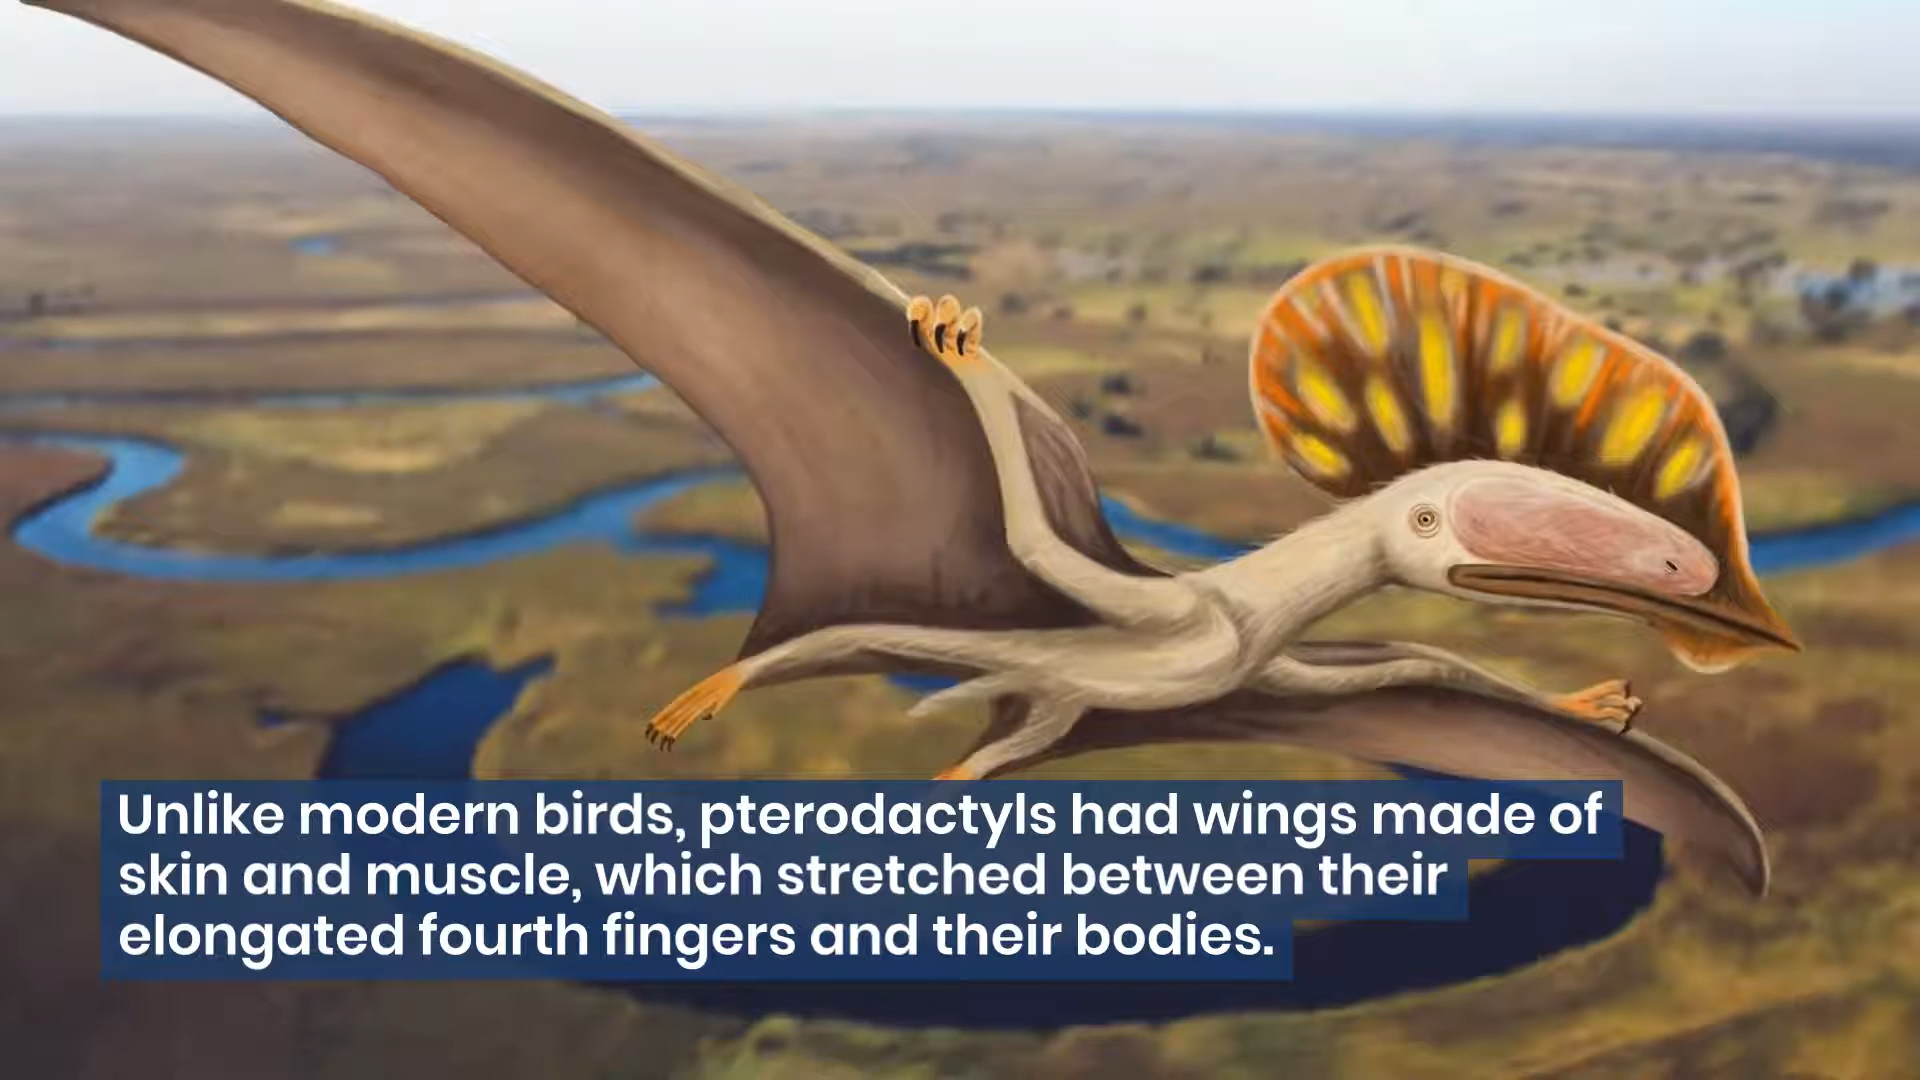 Unlike modern birds, pterodactyls had wings made of
skin and muscle, which stretched between their
elongated fourth fingers and their bodies.